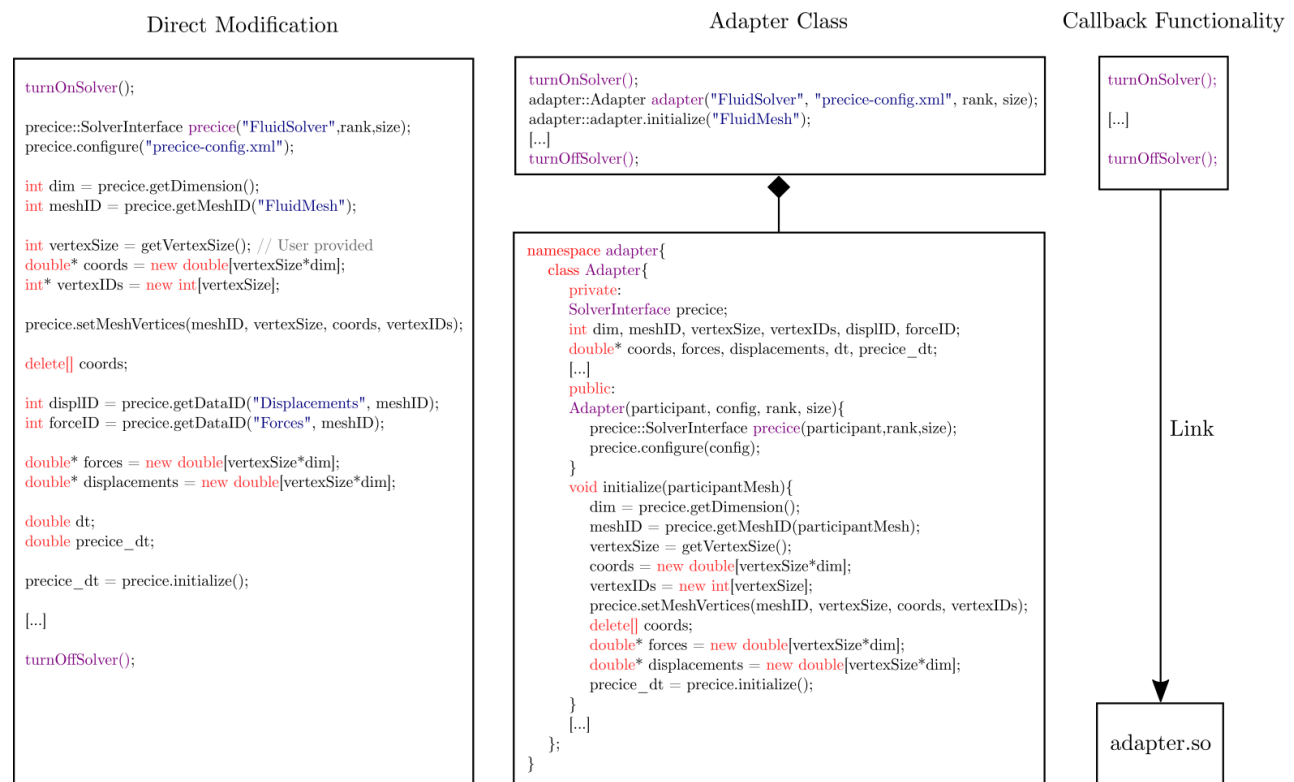 Direct Modification
turnOnSolver();
precice::SolverInterface precice("FluidSolver",rank,size);
precice.configure("precice-config.xml");
int dim = precice.getDimension();
int meshID = precice.getMeshID("FluidMesh");
int vertexSize = getVertexSize(); // User provided
double* coords = new double[vertexSize*dim];
int* vertexIDs = new int[vertexSize];
precice.setMeshVertices(meshID, vertexSize, coords, vertexIDs);
delete[] coords;
int displID = precice.getDataID("Displacements", meshID);
int forceID = precice.getDataID("Forces", meshID);
double* forces = new double[vertexSize*dim];
double* displacements = new double[vertexSize*dim];
double dt;
double precice_dt;
precice_dt = precice.initialize();
[...]
turnOffSolver();
Adapter Class
turnOnSolver();
adapter::Adapter adapter("FluidSolver", "precice-config.xml", rank, size);
adapter::adapter.initialize("FluidMesh");
[...]
turnOffSolver();
namespace adapter{
class Adapter{
private:
SolverInterface precice;
int dim, meshID, vertexSize, vertexIDs, displID, forceID;
double* coords, forces, displacements, dt, precice_dt;
[...]
public:
Adapter(participant, config, rank, size){
precice::SolverInterface precice(participant,rank,size);
precice.configure(config);
}
void initialize(participantMesh){
dim = precice.getDimension();
meshID = precice.getMeshID(participantMesh);
vertexSize = getVertexSize();
coords = new double[vertexSize*dim];
vertexIDs = new int[vertexSize];
precice.setMeshVertices(meshID, vertexSize, coords, vertexIDs);
delete[] coords;
double* forces = new double[vertexSize*dim];
double* displacements = new double[vertexSize*dim];
precice_dt = precice.initialize();
}
[...]
};
}
Callback Functionality
turnOnSolver();
[...]
turnOffSolver();
Link
adapter.so